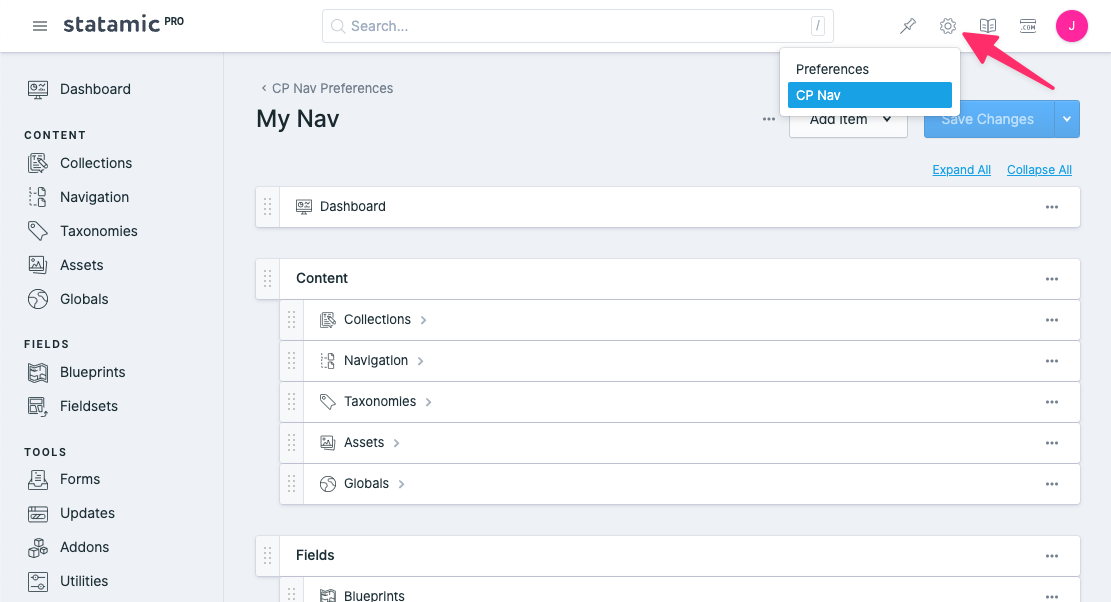 statamic PRO
Search...
/
.COM
J
Preferences
CP Nav
Dashboard
CONTENT
Collections
Navigation
Taxonomies
Assets
Globals
FIELDS
Blueprints
Fieldsets
TOOLS
Forms
Updates
Addons
Utilities
CP Nav Preferences
My Nav
Add Item
Save Changes
Expand All Collapse All
Dashboard
Content
Collections
Navigation
Taxonomies
Assets
Globals
Fields
Blueprints